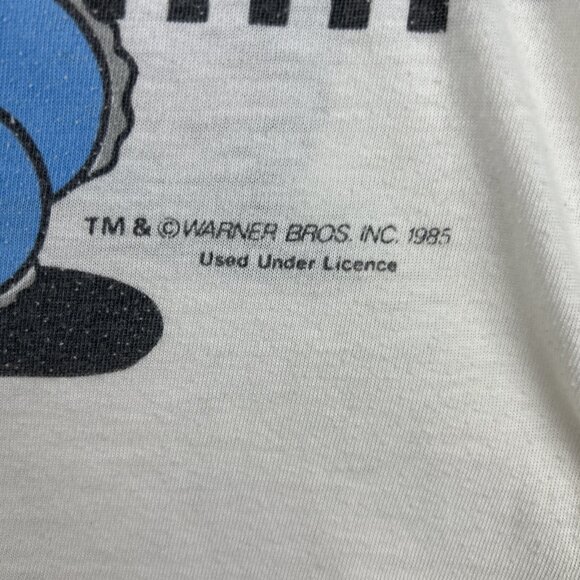 TM & ©WARNER BROS. INC. 1985
Used Under Licence